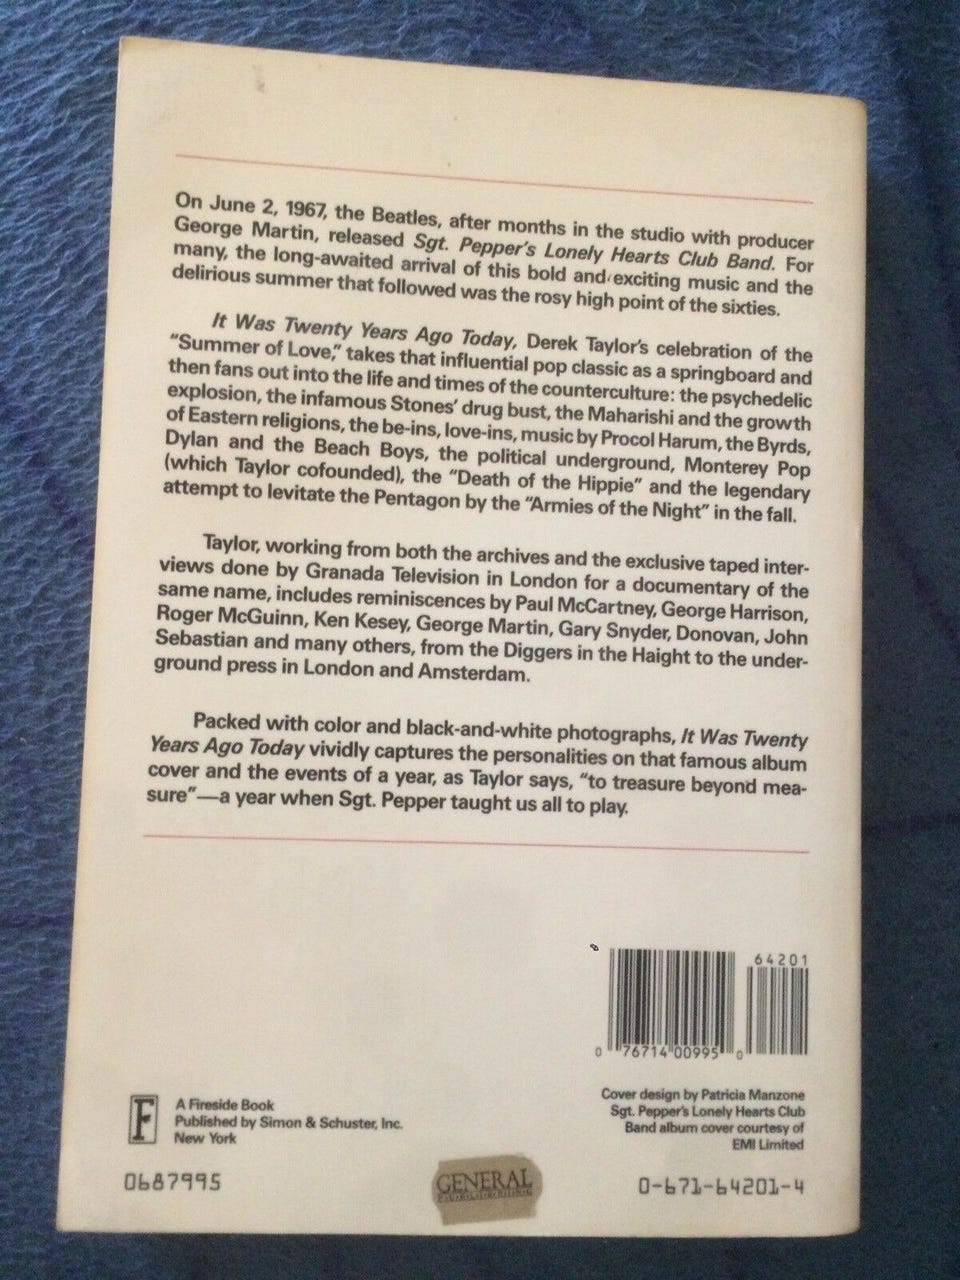 On June 2, 1967, the Beatles, after months in the studio with producer
George Martin, released Sgt. Pepper's Lonely Hearts Club Band. For
many, the long-awaited arrival of this bold and exciting music and the
delirious summer that followed was the rosy high point of the sixties.
It Was Twenty Years Ago Today, Derek Taylor's celebration of the
"Summer of Love," takes that influential pop classic as a springboard and
then fans out into the life and times of the counterculture: the psychedelic
explosion, the infamous Stones' drug bust, the Maharishi and the growth
of Eastern religions, the be-ins, love-ins, music by Procol Harum, the Byrds,
Dylan and the Beach Boys, the political underground, Monterey Pop
(which Taylor cofounded), the "Death of the Hippie" and the legendary
attempt to levitate the Pentagon by the "Armies of the Night" in the fall.
Taylor, working from both the archives and the exclusive taped inter-
views done by Granada Television in London for a documentary of the
same name, includes reminiscences by Paul McCartney, George Harrison,
Roger McGuinn, Ken Kesey, George Martin, Gary Snyder, Donovan, John
Sebastian and many others, from the Diggers in the Haight to the under-
ground press in London and Amsterdam.
Packed with color and black-and-white photographs, It Was Twenty
Years Ago Today vividly captures the personalities on that famous album
cover and the events of a year, as Taylor says, "to treasure beyond mea-
sure"—a year when Sgt. Pepper taught us all to play.
64201
0 76714 00995 0
F
A Fireside Book
Published by Simon & Schuster, Inc.
New York
Cover design by Patricia Manzone
Sgt. Pepper's Lonely Hearts Club
Band album cover courtesy of
EMI Limited
0687995
GENERAL
PUBLISHING
0-671-64201-4